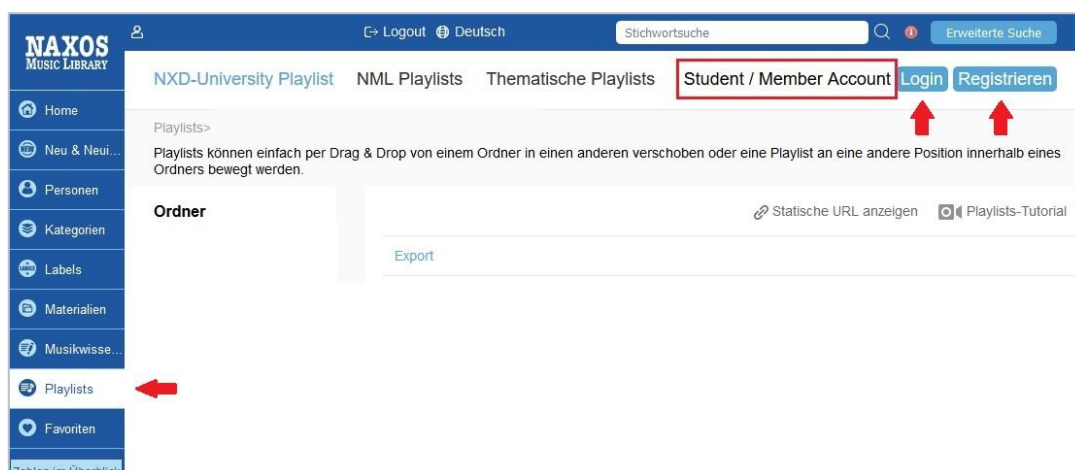 NAXOS
MUSIC LIBRARY
Logout Deutsch
Stichwortsuche
Erweiterte Suche
NXD-University Playlist NML Playlists Thematische Playlists Student / Member Account Login Registrieren
Home
Neu & Neui...
Personen
Kategorien
Labels
Materialien
Musikwisse...
Playlists
Favoriten
Playlists>
Playlists können einfach per Drag & Drop von einem Ordner in einen anderen verschoben oder eine Playlist an eine andere Position innerhalb eines
Ordners bewegt werden.
Ordner
Statische URL anzeigen Playlists-Tutorial
Export